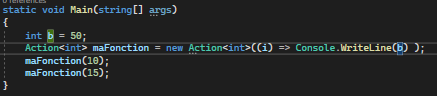 0 references
static void Main(string[] args)
{
int b = 50;
Action<int> maFonction = new Action<int>((i) => Console.WriteLine(b) );
maFonction(10);
maFonction(15);
}